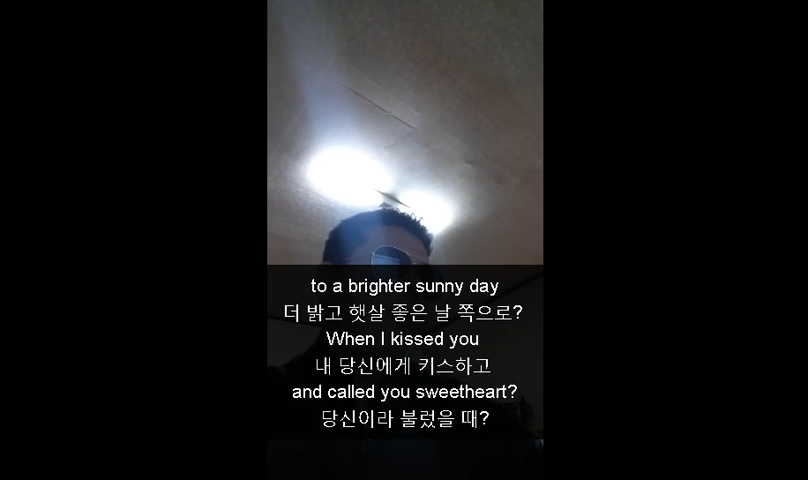 to a brighter sunny day
더 밝고 햇살 좋은 날 쪽으로?
When I kissed you
내 당신에게 키스하고
and called you sweetheart?
당신이라 불렀을 때?